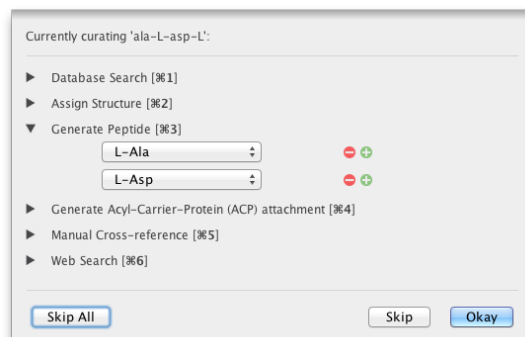 Currently curating 'ala-L-asp-L':
Database Search [⌘1]
Assign Structure [⌘2]
Generate Peptide [⌘3]
L-Ala
L-Asp
Generate Acyl-Carrier-Protein (ACP) attachment [⌘4]
Manual Cross-reference [⌘5]
Web Search [⌘6]
Skip All Skip Okay